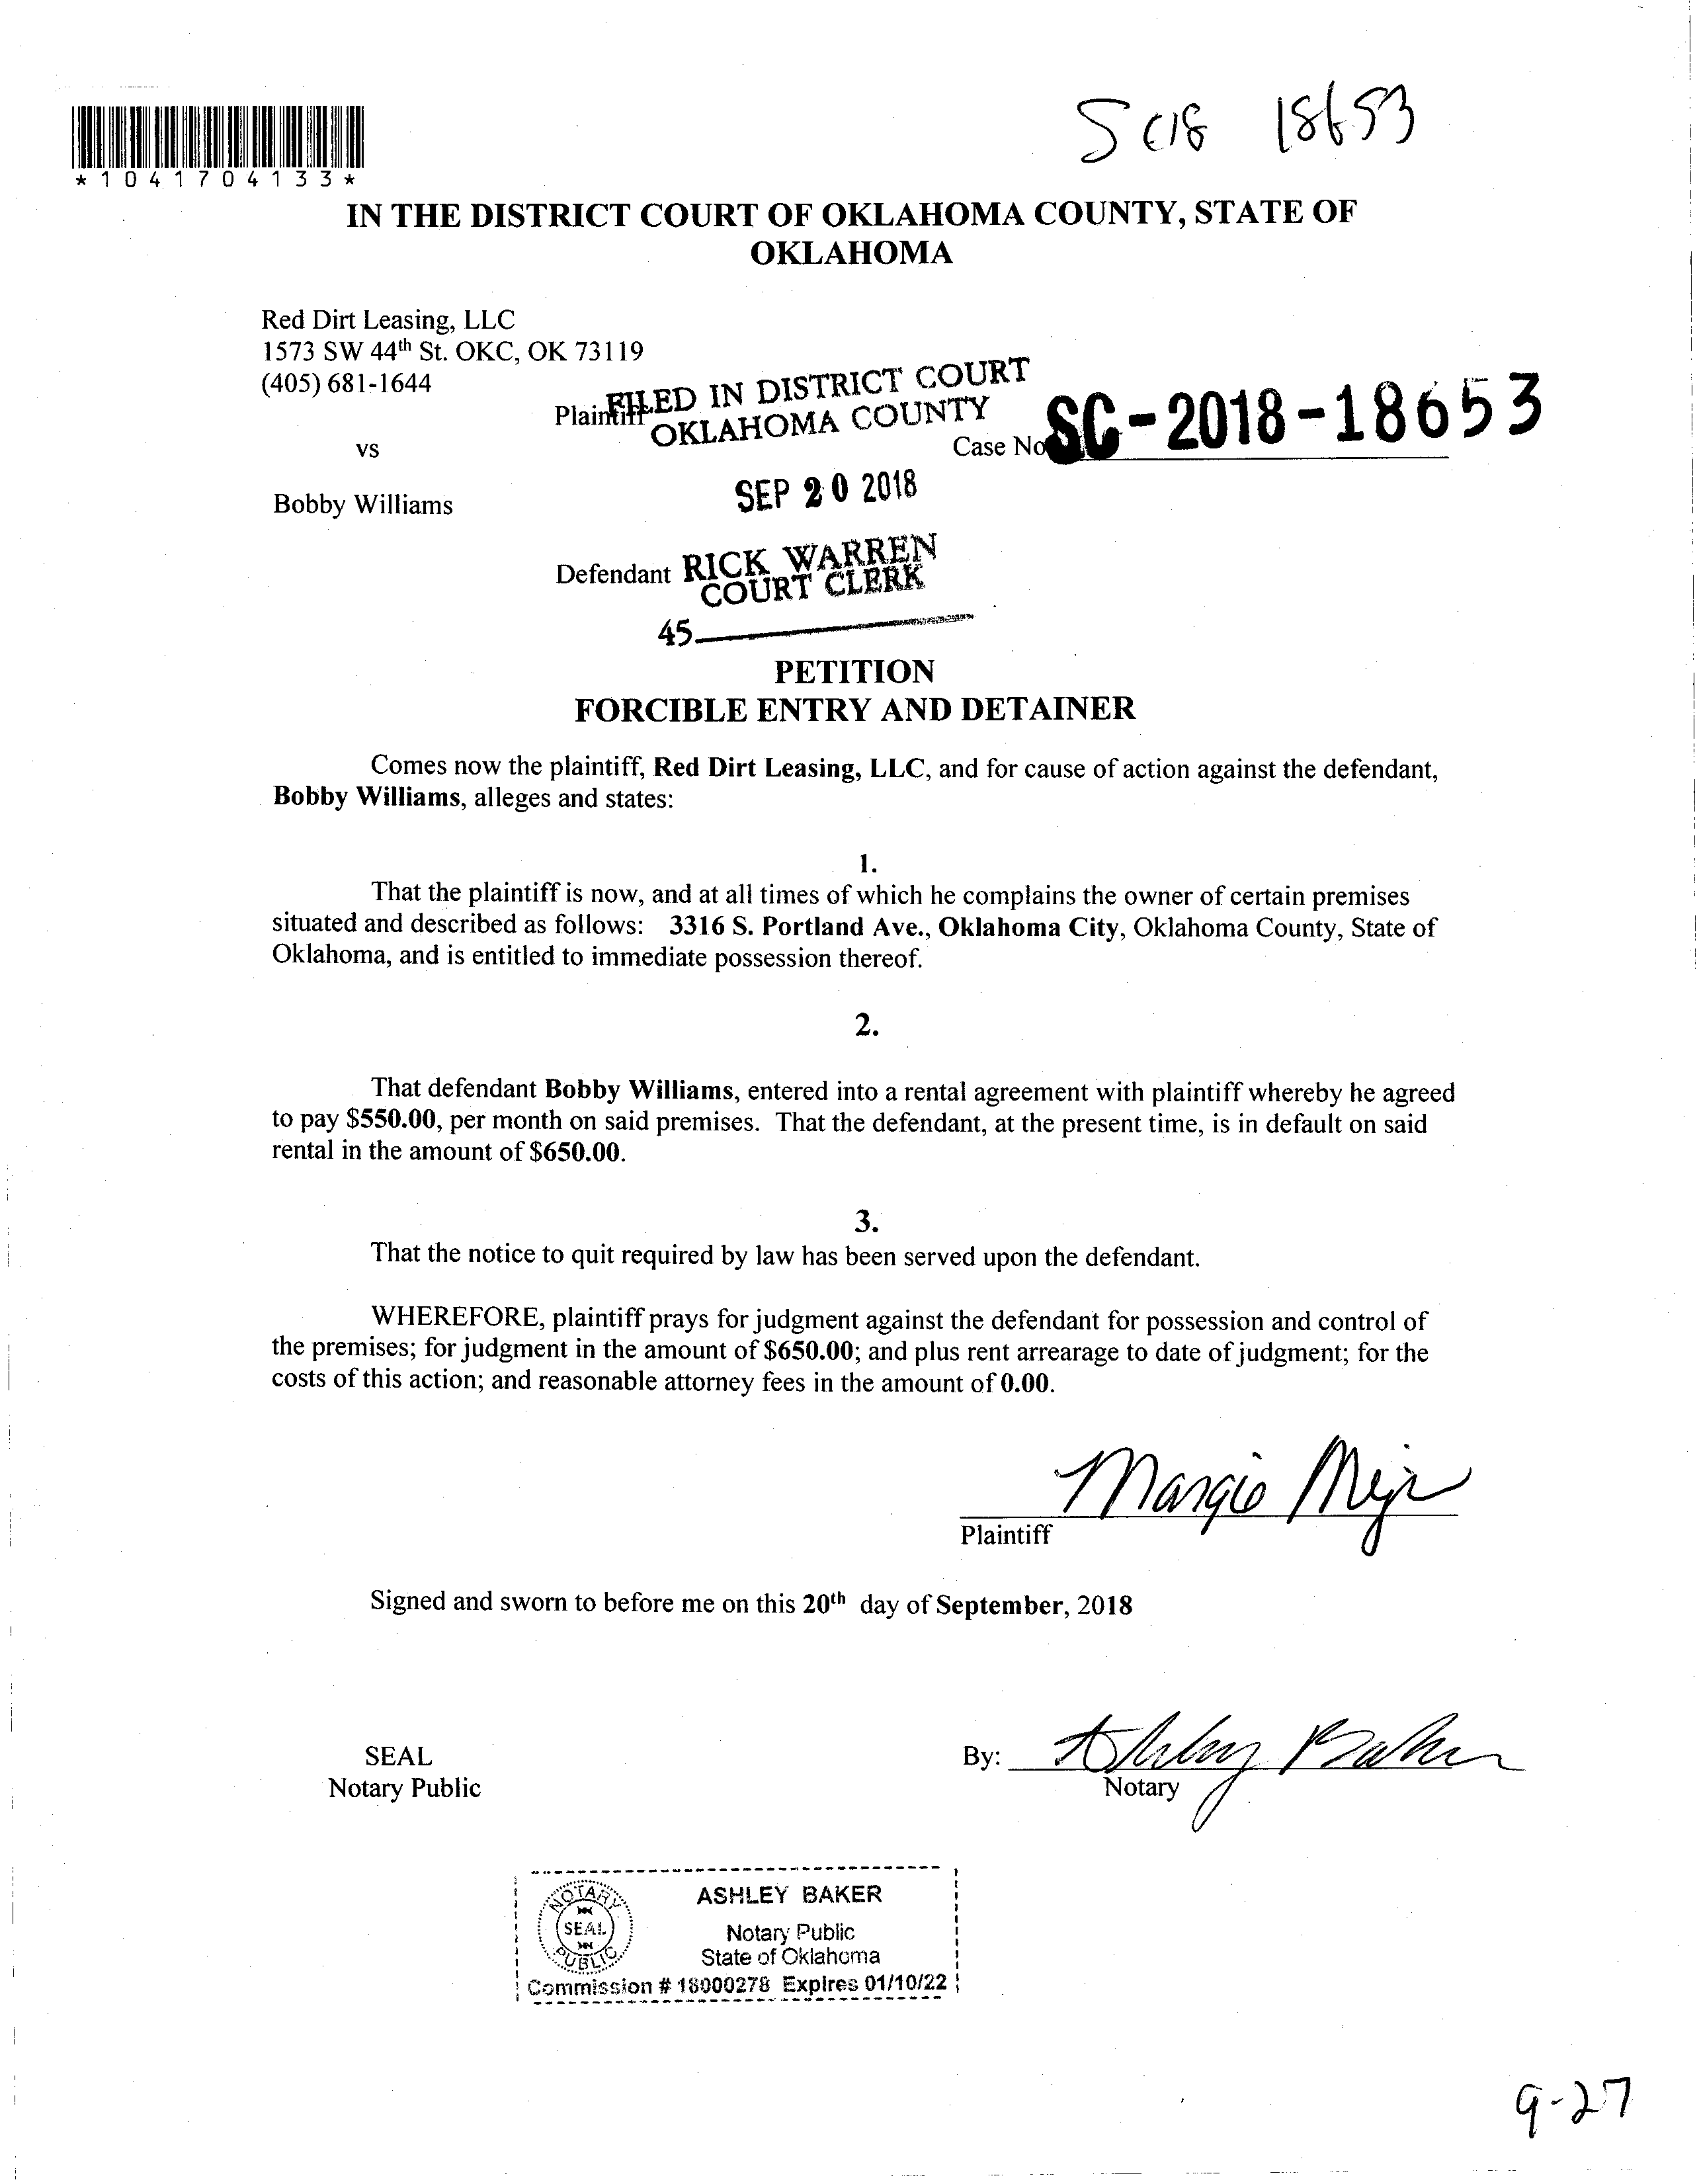 SC18 18653
*1041704133*
IN THE DISTRICT COURT OF OKLAHOMA COUNTY, STATE OF
OKLAHOMA
Red Dirt Leasing, LLC
1573 SW 44th St. OKC, OK 73119
(405) 681-1644
Plaintiff
FILED IN DISTRICT COURT
OKLAHOMA COUNTY
vs
Case No SC-2018-18653
SEP 20 2018
Bobby Williams
Defendant
RICK WARREN
COURT CLERK
45
PETITION
FORCIBLE ENTRY AND DETAINER
Comes now the plaintiff, Red Dirt Leasing, LLC, and for cause of action against the defendant,
Bobby Williams, alleges and states:
1.
That the plaintiff is now, and at all times of which he complains the owner of certain premises
situated and described as follows: 3316 S. Portland Ave., Oklahoma City, Oklahoma County, State of
Oklahoma, and is entitled to immediate possession thereof.
2.
That defendant Bobby Williams, entered into a rental agreement with plaintiff whereby he agreed
to pay $550.00, per month on said premises. That the defendant, at the present time, is in default on said
rental in the amount of $650.00.
3.
That the notice to quit required by law has been served upon the defendant.
WHEREFORE, plaintiff prays for judgment against the defendant for possession and control of
the premises; for judgment in the amount of $650.00; and plus rent arrearage to date of judgment; for the
costs of this action; and reasonable attorney fees in the amount of 0.00.
Margie
Plaintiff
Signed and sworn to before me on this 20th day of September, 2018
SEAL
Notary Public
By: Ashley Baker
Notary
NOTARY
SEAL
PUBLIC
ASHLEY BAKER
Notary Public
State of Oklahoma
Commission # 18000278 Expires 01/10/22
9-27